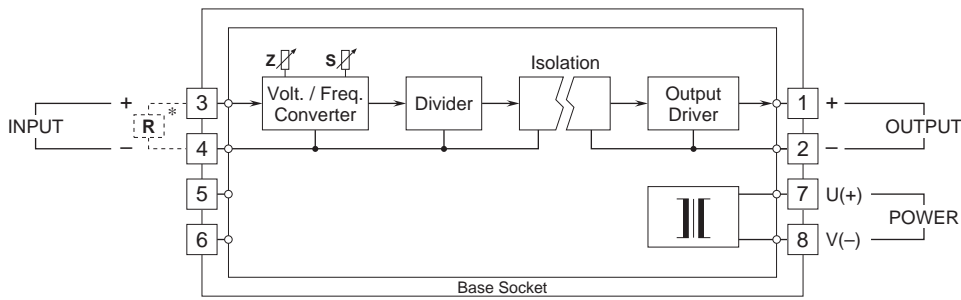 Isolation
Z
S
Volt. / Freq.
Converter
Divider
Output
Driver
INPUT
+
–
R
*
3
4
5
6
1
2
7
8
+
–
OUTPUT
U(+)
V(–)
POWER
Base Socket